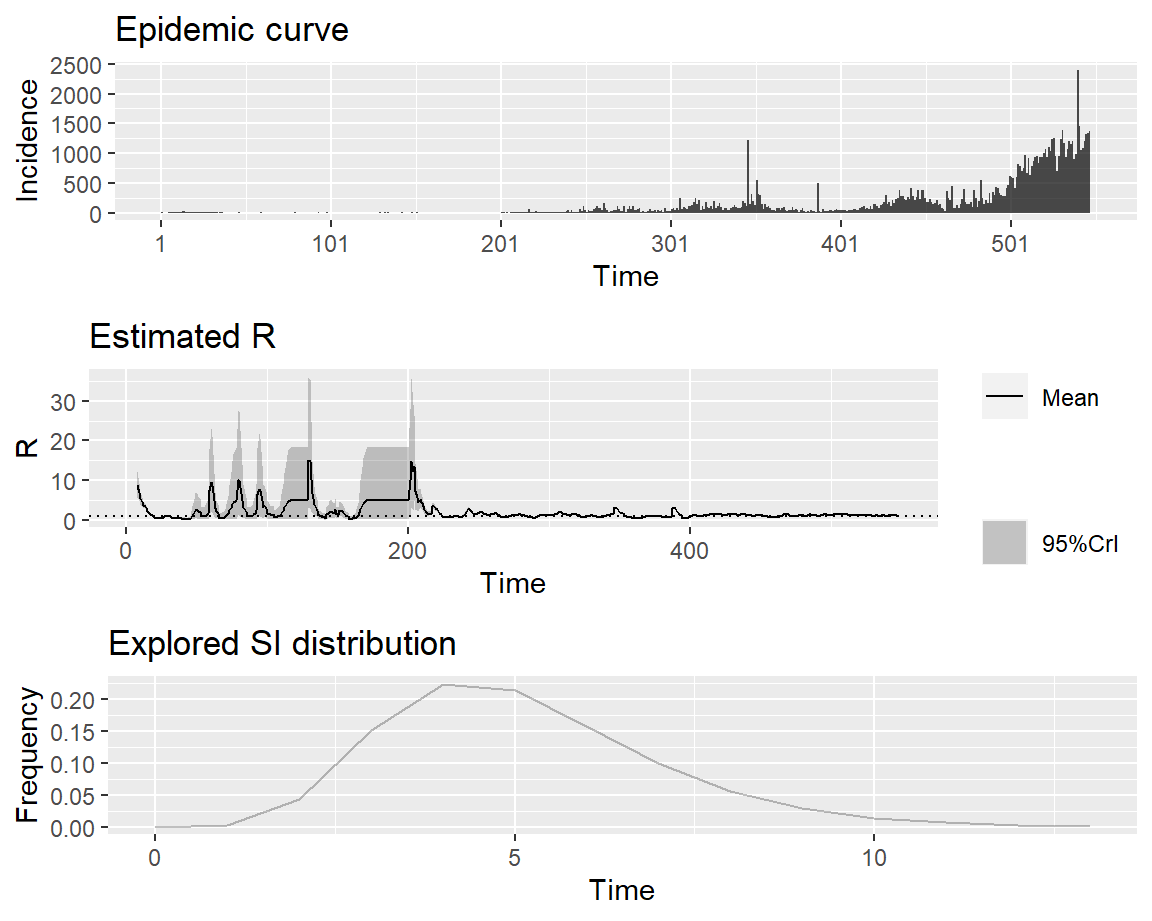 Epidemic curve
Incidence
2500
2000
1500
1000
500
0
1 101 201 301 401 501
Time
Estimated R
R
30
20
10
0
0 200 400
Time
Mean
95%CrI
Explored SI distribution
Frequency
0.20
0.15
0.10
0.05
0.00
0 5 10
Time